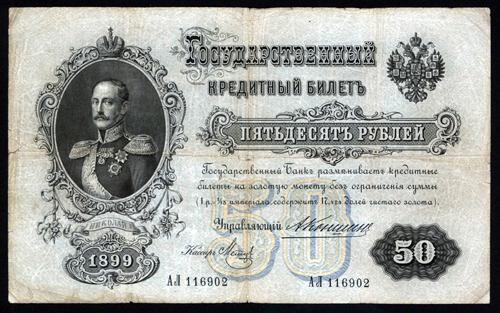 Государственный
кредитный билетъ
пятьдесятъ рублей
Государственный Банкъ размѣниваетъ кредитные
билеты на золотую монету безъ ограниченія суммы
(1 р.= 1/15 имперіала, содержитъ 17,424 долей чистаго золота).
Управляющій
Кассиръ
НИКОЛАЙ I
1899
50
50
АЛ 116902
АЛ 116902